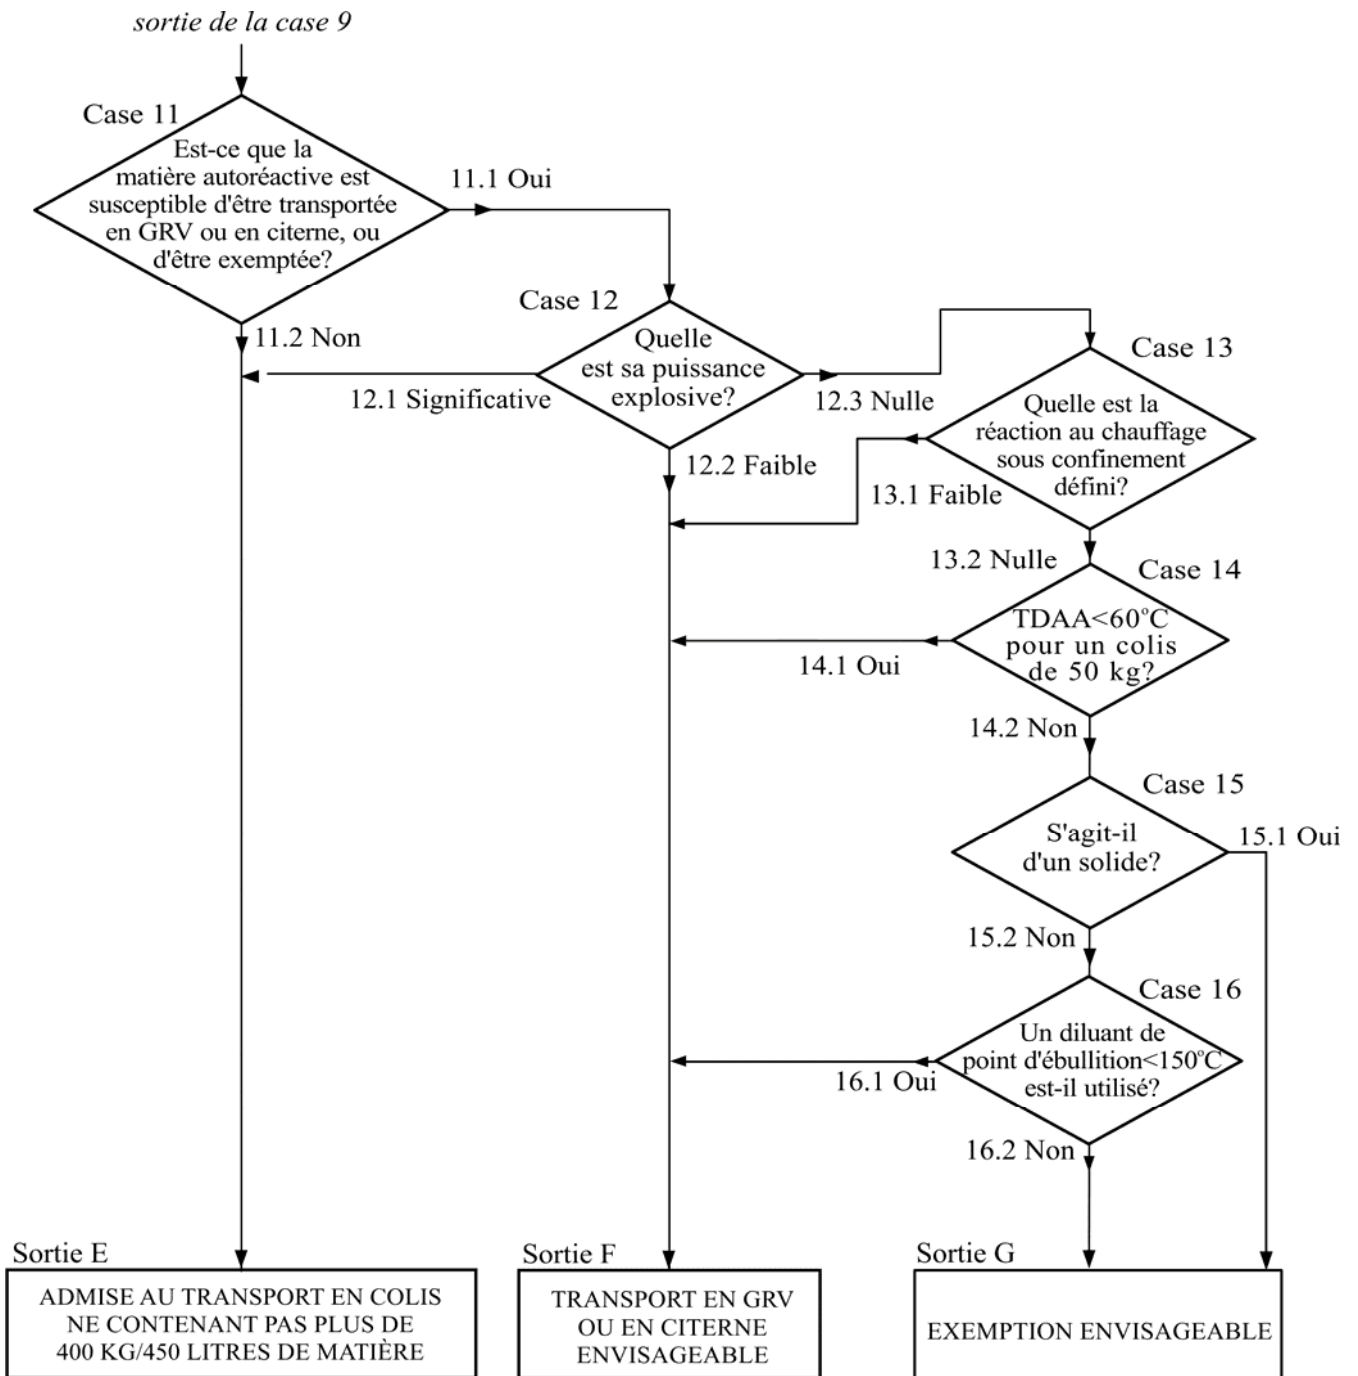 sortie de la case 9
Case 11
Est-ce que la
matière autoréactive est
susceptible d'être transportée
en GRV ou en citerne, ou
d'être exemptée?
11.1 Oui
11.2 Non
Case 12
Quelle
est sa puissance
explosive?
12.1 Significative
12.3 Nulle
12.2 Faible
Case 13
Quelle est la
réaction au chauffage
sous confinement
défini?
13.1 Faible
13.2 Nulle
Case 14
TDAA<60°C
pour un colis
de 50 kg?
14.1 Oui
14.2 Non
Case 15
S'agit-il
d'un solide?
15.1 Oui
15.2 Non
Case 16
Un diluant de
point d'ébullition<150°C
est-il utilisé?
16.1 Oui
16.2 Non
Sortie E
ADMISE AU TRANSPORT EN COLIS
NE CONTENANT PAS PLUS DE
400 KG/450 LITRES DE MATIÈRE
Sortie F
TRANSPORT EN GRV
OU EN CITERNE
ENVISAGEABLE
Sortie G
EXEMPTION ENVISAGEABLE